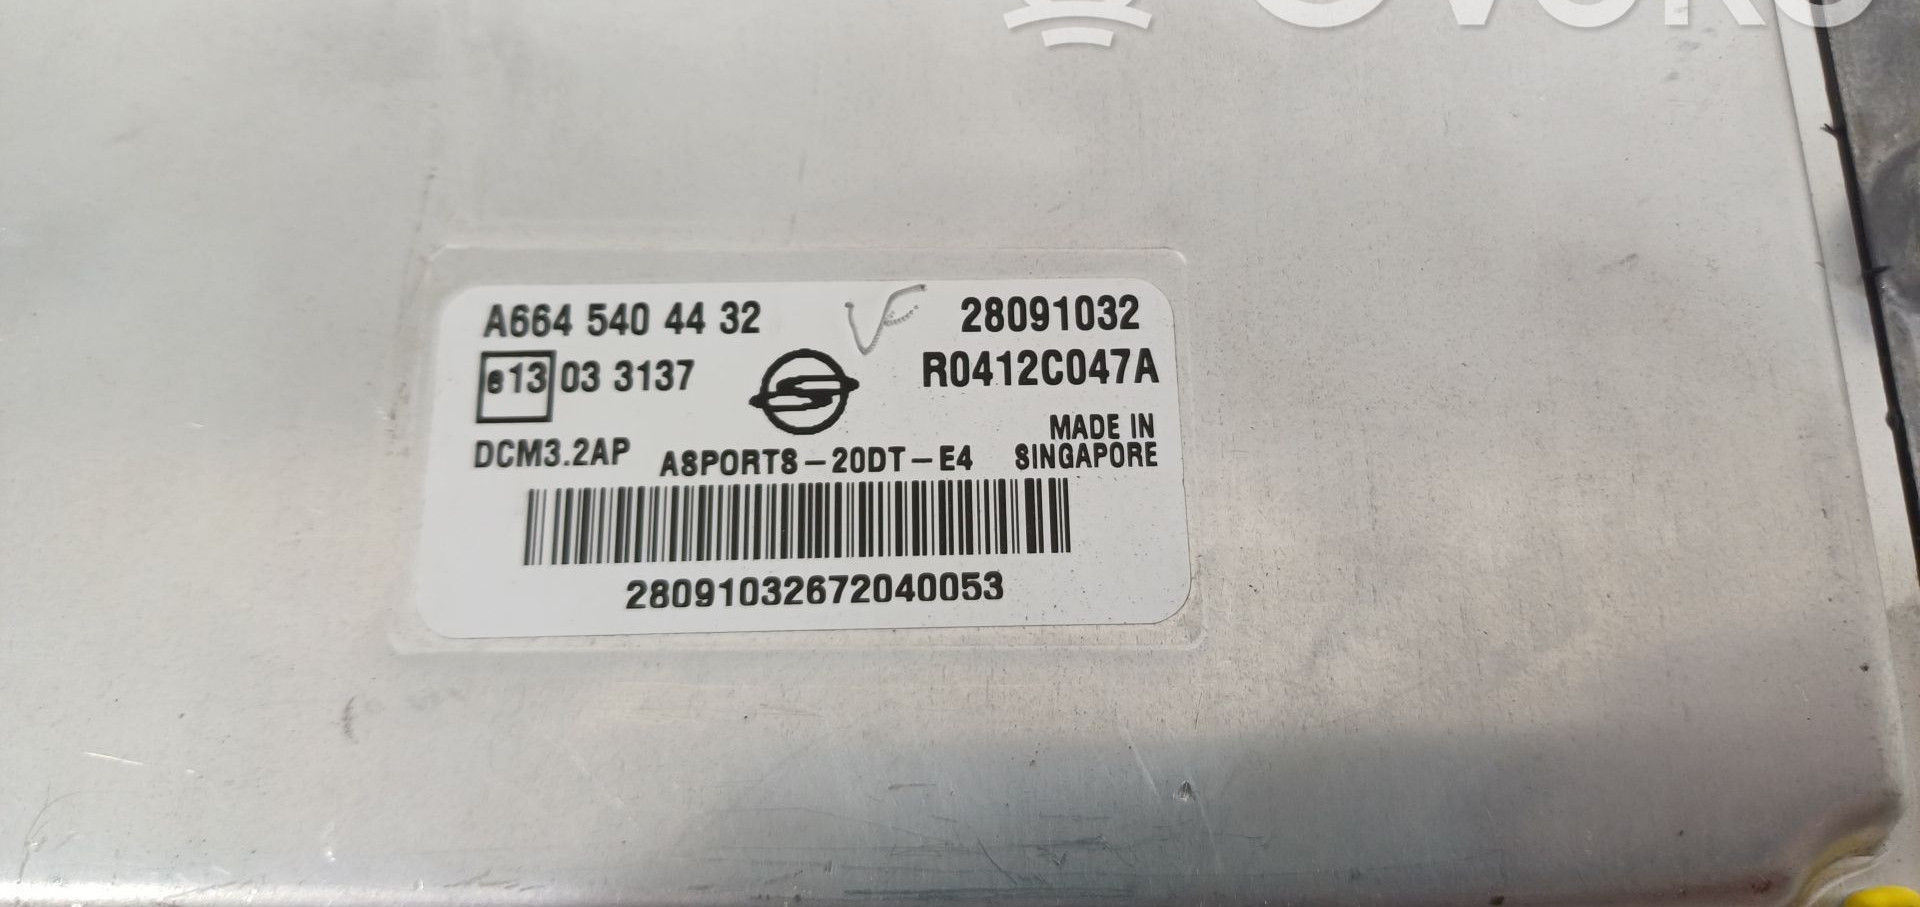 A664 540 44 32
28091032
e13 03 3137
R0412C047A
DCM3.2AP
ASPORTS-20DT-E4
MADE IN
SINGAPORE
28091032672040053